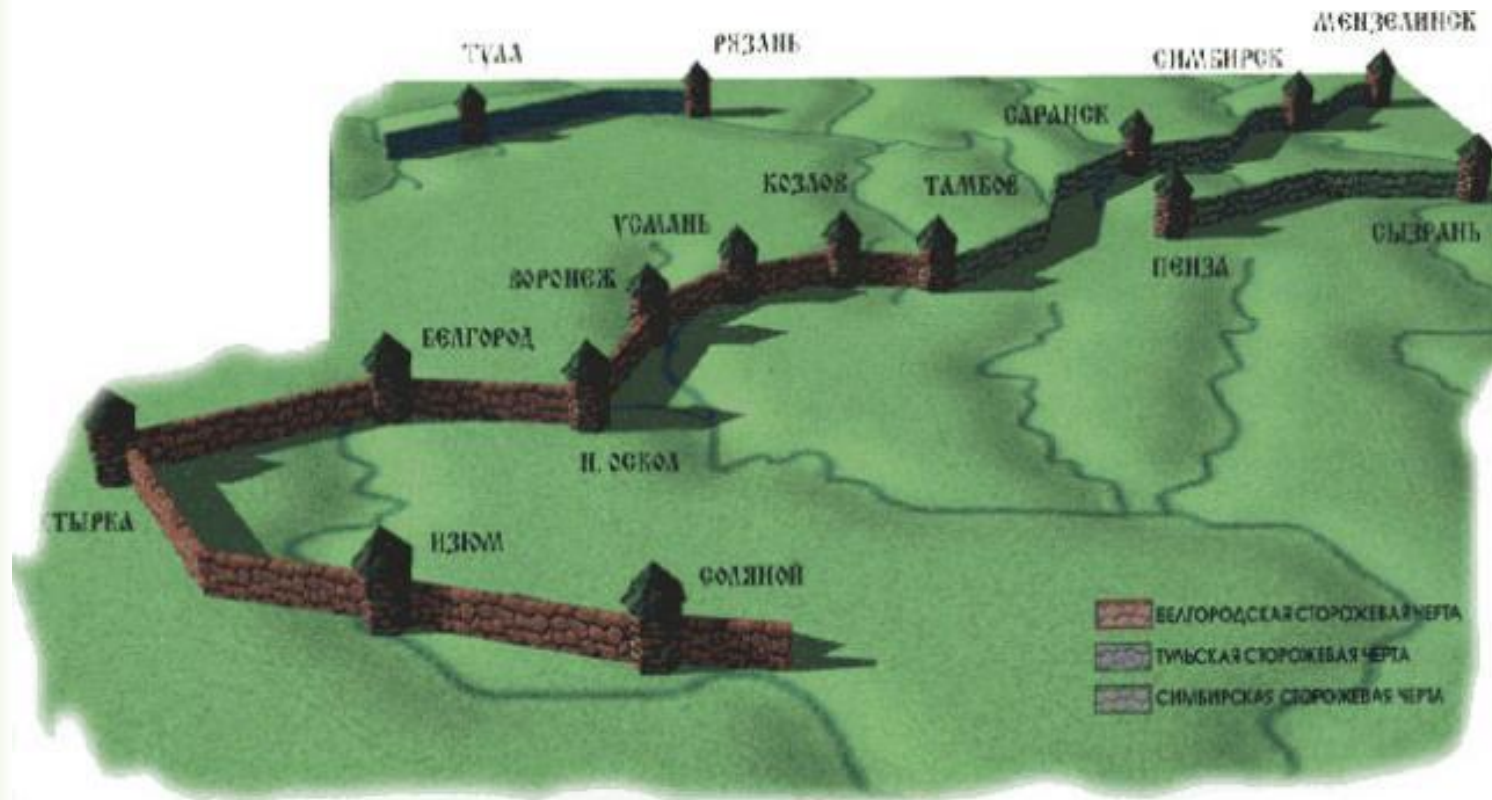 МЕНЗЕЛИНСК
ТУЛА
РЯЗАНЬ
СИМБИРСК
САРАНСК
КОЗЛОВ
ТАМБОВ
УСМАНЬ
СЫЗРАНЬ
ПЕНЗА
ВОРОНЕЖ
БЕЛГОРОД
Н. ОСКОЛ
ТЫРКА
ИЗЮМ
СОЛЯНОЙ
БЕЛГОРОДСКАЯ СТОРОЖЕВАЯ ЧЕРТА
ТУЛЬСКАЯ СТОРОЖЕВАЯ ЧЕРТА
СИМБИРСКАЯ СТОРОЖЕВАЯ ЧЕРТА